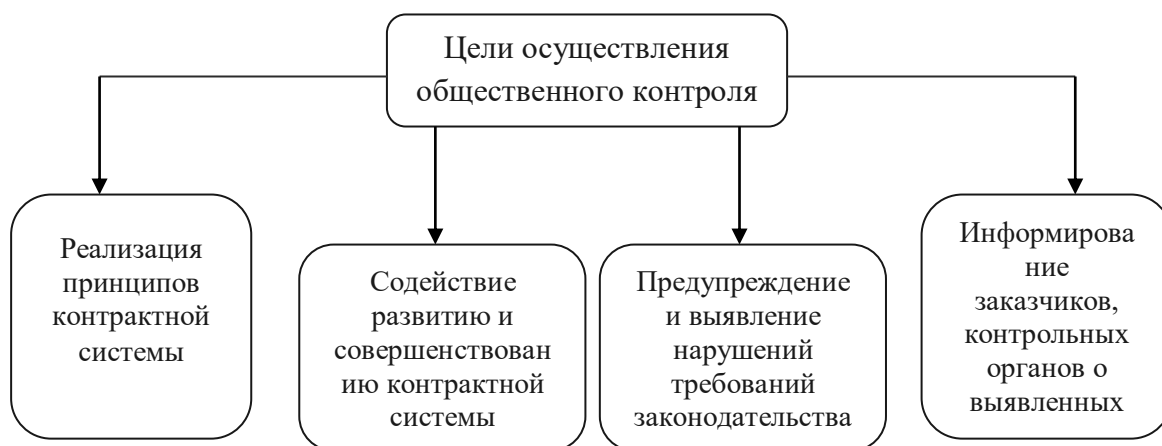 Цели осуществления
общественного контроля
Реализация
принципов
контрактной
системы
Содействие
развитию и
совершенствован
ию контрактной
системы
Предупреждение
и выявление
нарушений
требований
законодательства
Информирова
ние
заказчиков,
контрольных
органов о
выявленных